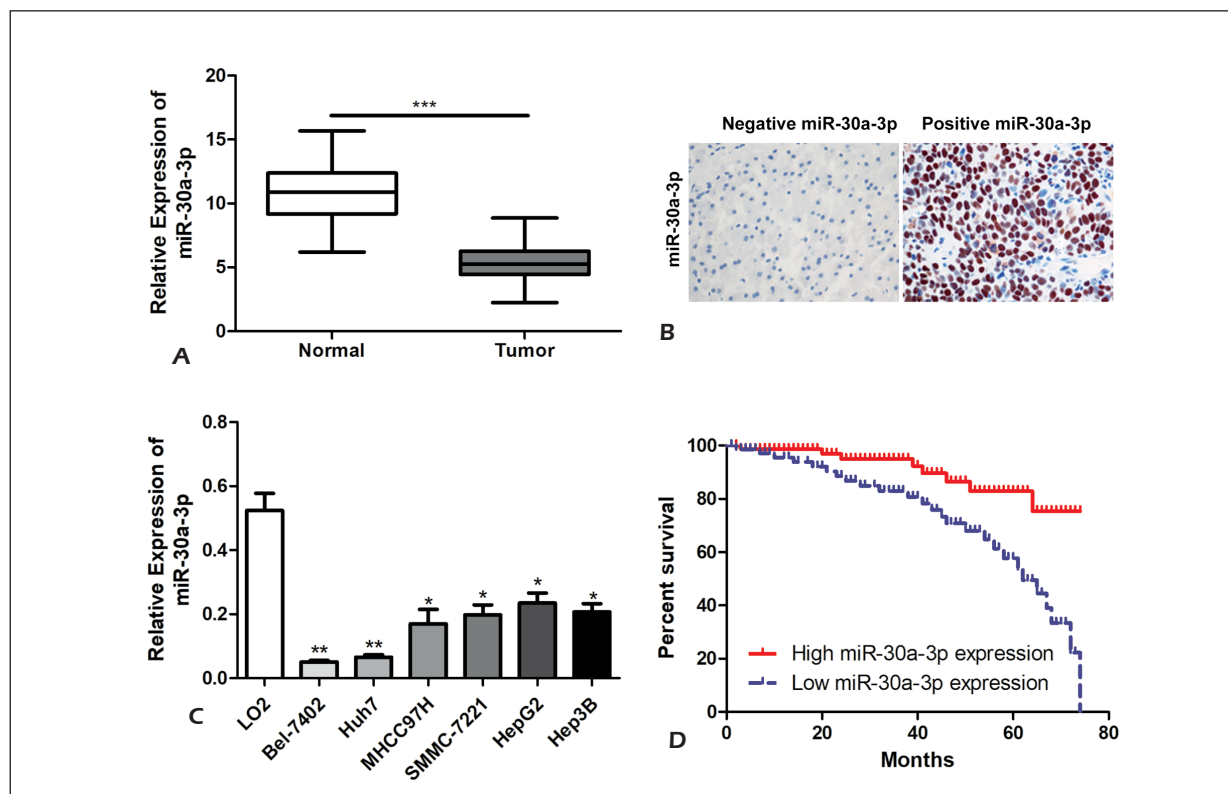 20
15
10
5
0
Relative Expression of
miR-30a-3p
***
Normal
Tumor
A
Negative miR-30a-3p
Positive miR-30a-3p
miR-30a-3p
B
0.8
0.6
0.4
0.2
0.0
Relative Expression of
miR-30a-3p
**
**
*
*
*
*
LO2
Bel-7402
Huh7
MHCC97H
SMMC-7221
HepG2
Hep3B
C
100
80
60
40
20
0
Percent survival
High miR-30a-3p expression
Low miR-30a-3p expression
0
20
40
60
80
Months
D